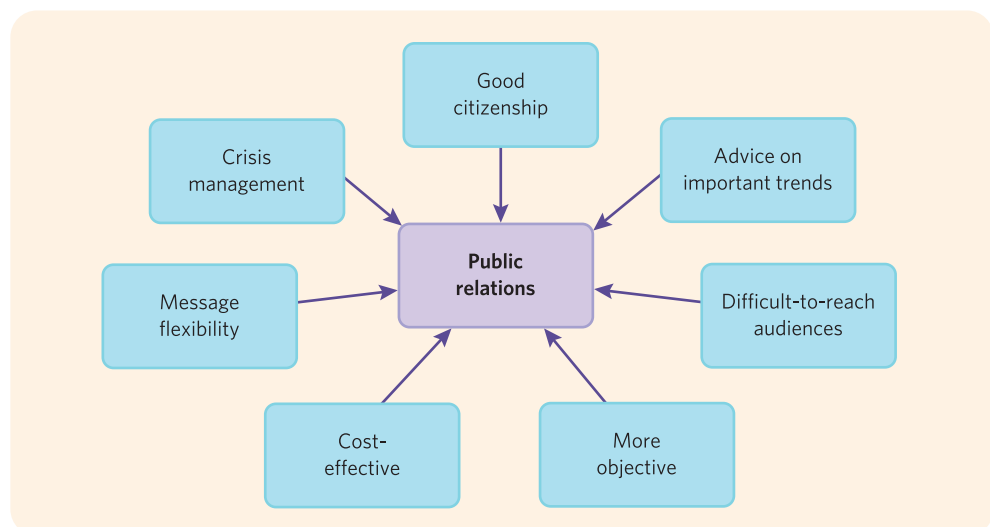 Good
citizenship
Crisis
management
Advice on
important trends
Public
relations
Message
flexibility
Difficult-to-reach
audiences
Cost-
effective
More
objective